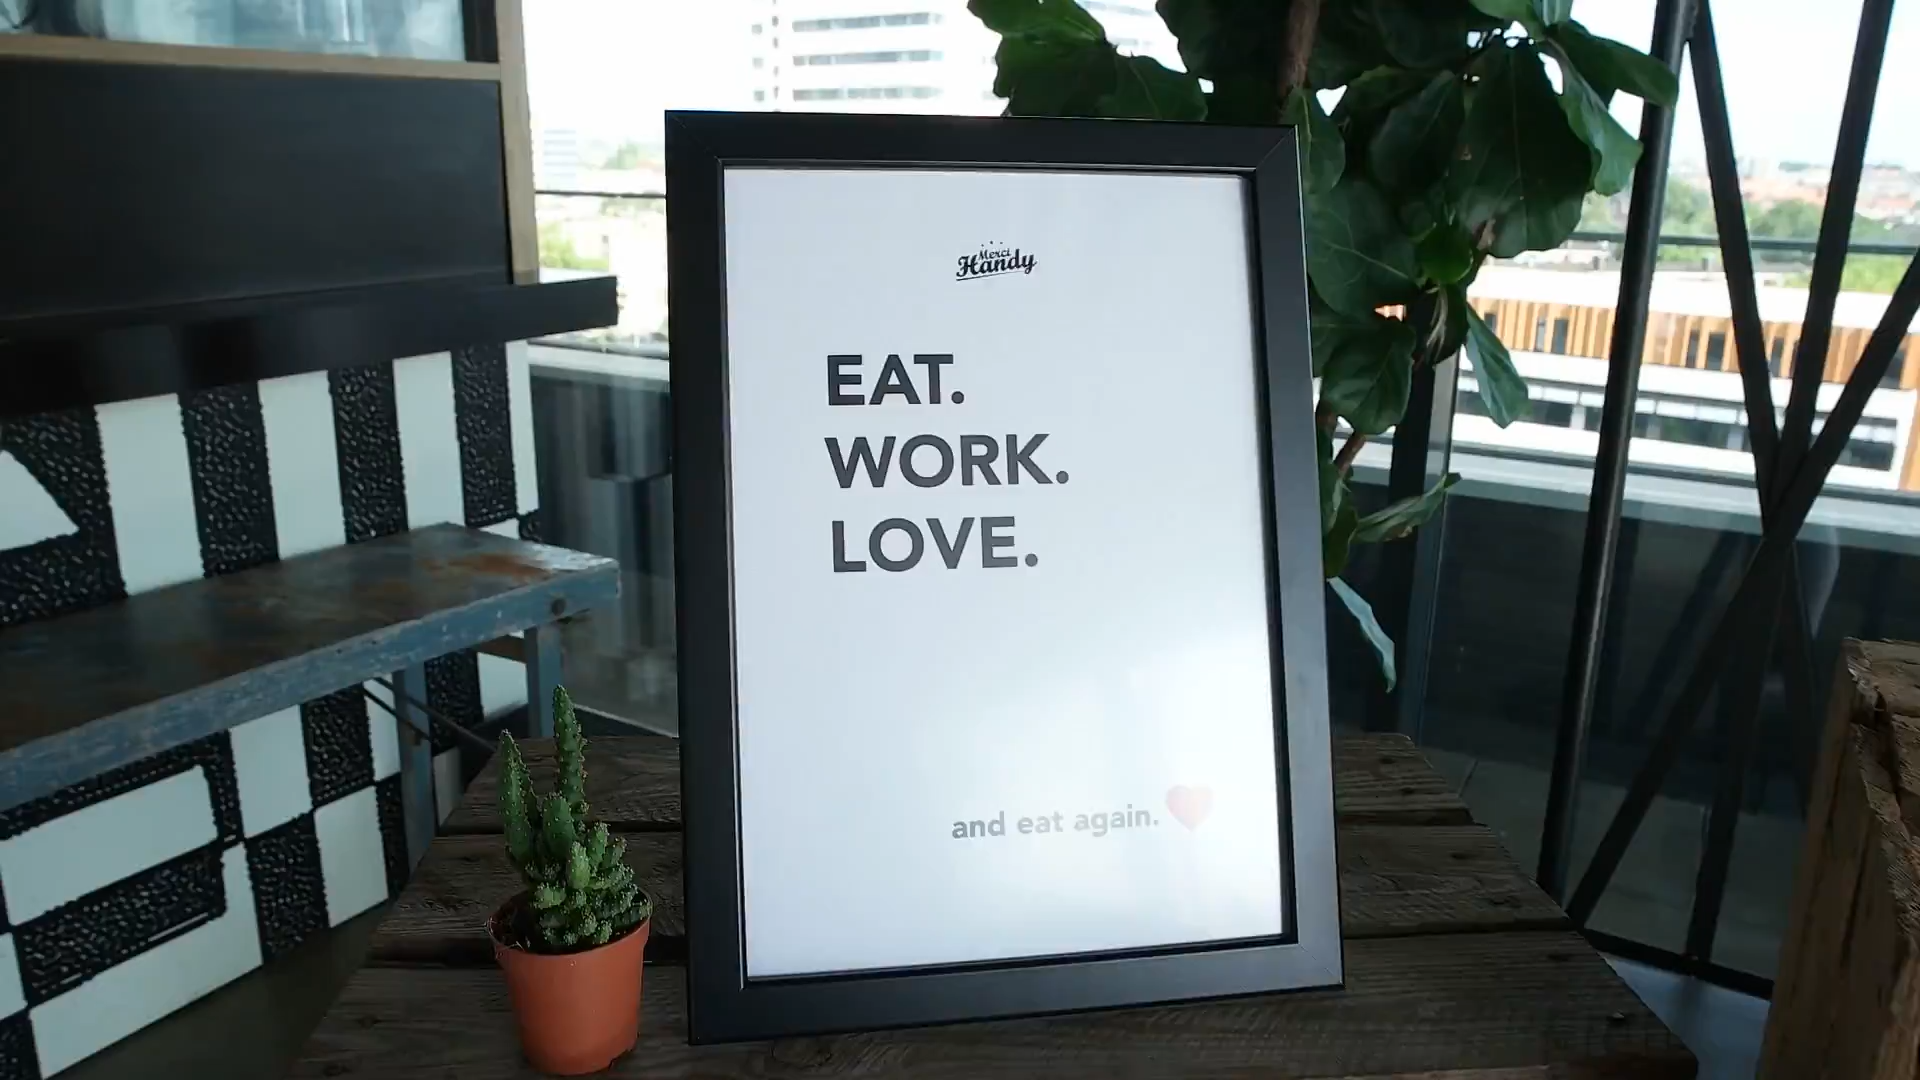 Merci
Handy
EAT.
WORK.
LOVE.
and eat again.